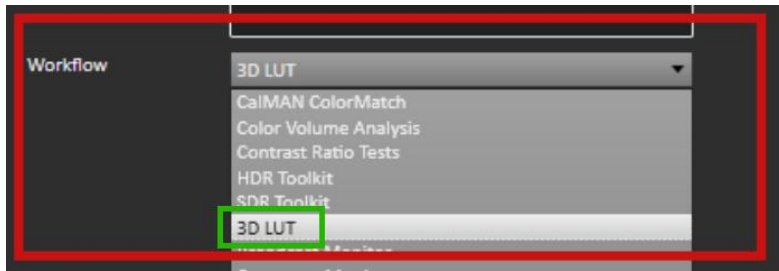 Workflow
3D LUT
CalMAN ColorMatch
Color Volume Analysis
Contrast Ratio Tests
HDR Toolkit
SDR Toolkit
3D LUT